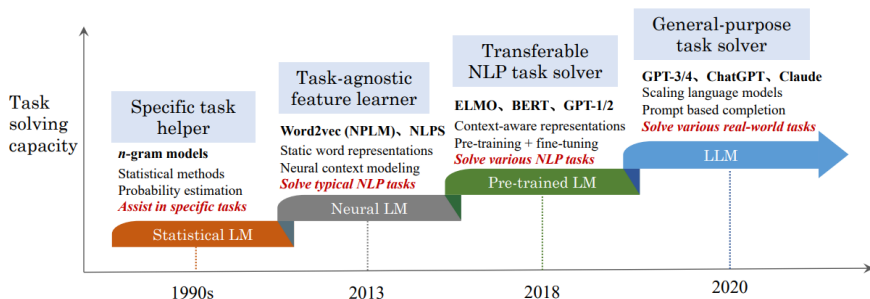 Task
solving
capacity
Specific task
helper
n-gram models
Statistical methods
Probability estimation
Assist in specific tasks
Statistical LM
1990s
Task-agnostic
feature learner
Word2vec (NPLM)、NLPS
Static word representations
Neural context modeling
Solve typical NLP tasks
Neural LM
2013
Transferable
NLP task solver
ELMO、BERT、GPT-1/2
Context-aware representations
Pre-training + fine-tuning
Solve various NLP tasks
Pre-trained LM
2018
General-purpose
task solver
GPT-3/4、ChatGPT、Claude
Scaling language models
Prompt based completion
Solve various real-world tasks
LLM
2020